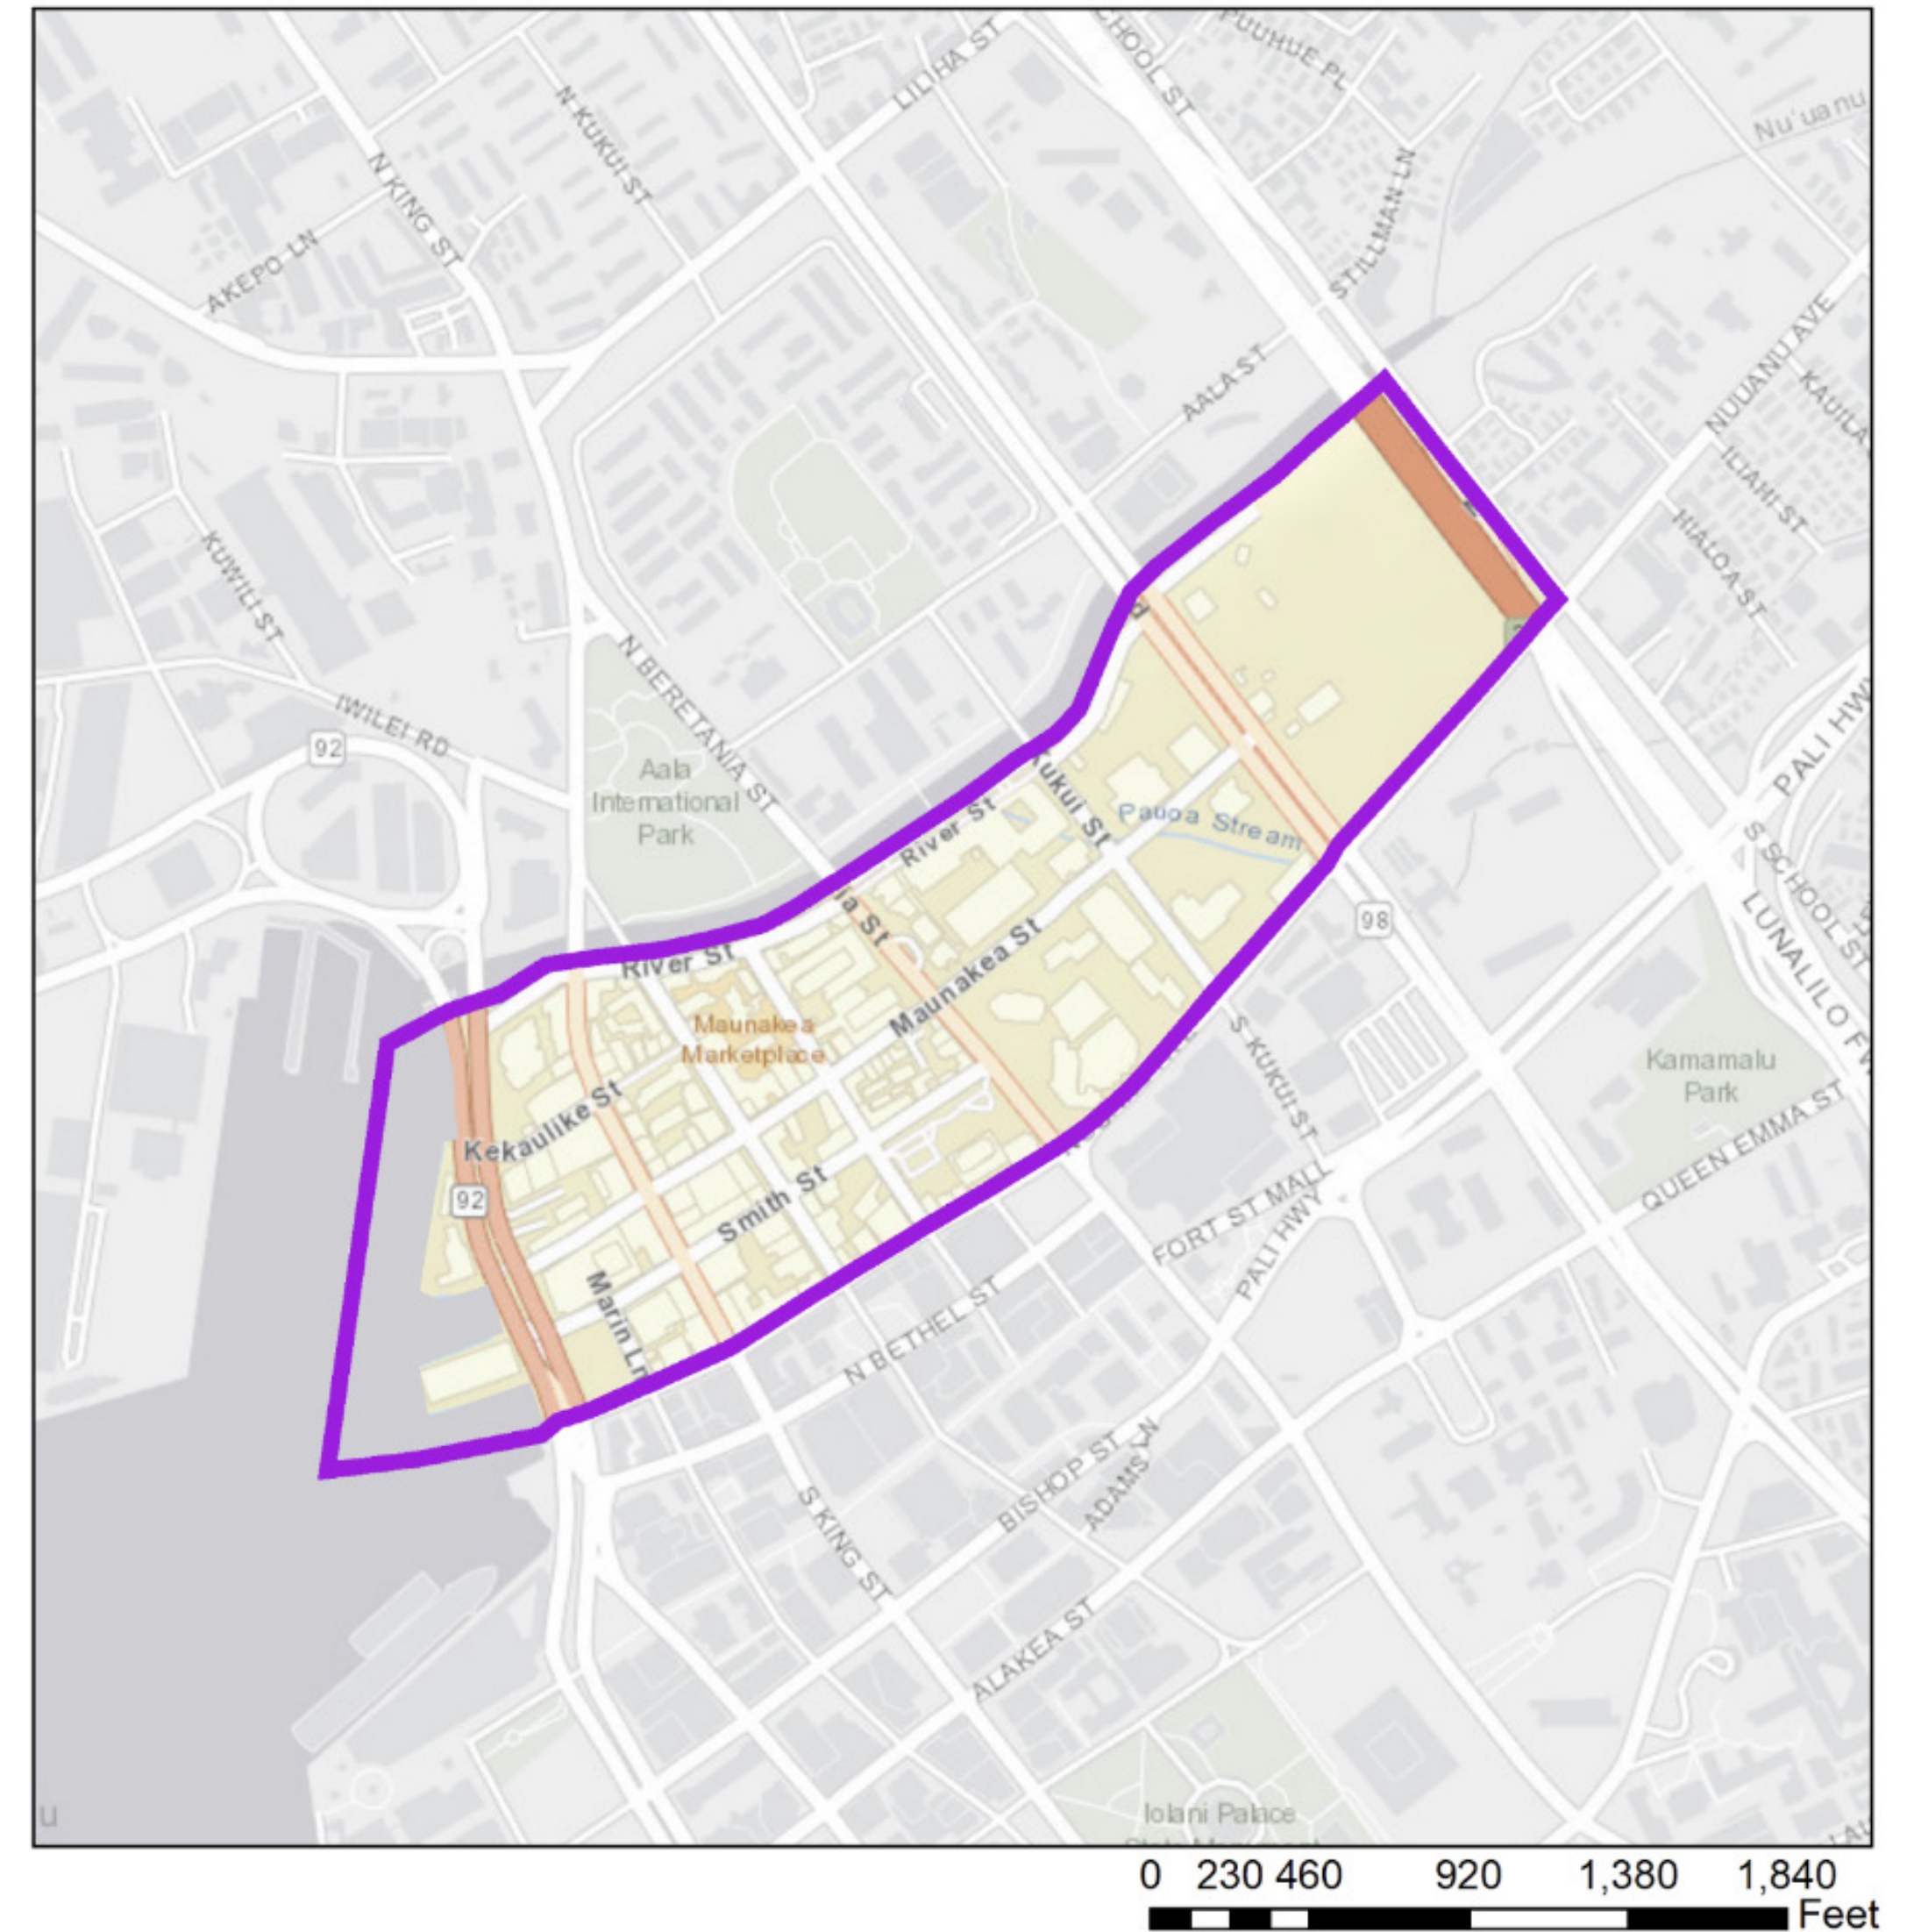 PUUHUE PL
LILIHA ST
N KUKUI ST
Nu'uanu
N KING ST
STILLMAN LN
AKEPO LN
NUUANU AVE
AALA ST
KAUILA
ILIAHI ST
HIALOA ST
KUWILI ST
N BERETANIA ST
PALI HWY
IWILEI RD
92
Aala
International
Park
Kukui St
Pauoa Stream
River St
S SCHOOL ST
98
LUNALILO FW
Maunakea St
River St
Maunakea
Marketplace
S KUKUI ST
Kamamalu
Park
Kekaulike St
QUEEN EMMA ST
92
Smith St
FORT ST MALL
PALI HWY
Marin Ln
N BETHEL ST
BISHOP ST
ADAMS LN
S KING ST
ALAKEA ST
u
Iolani Palace
0 230 460 920 1,380 1,840
Feet